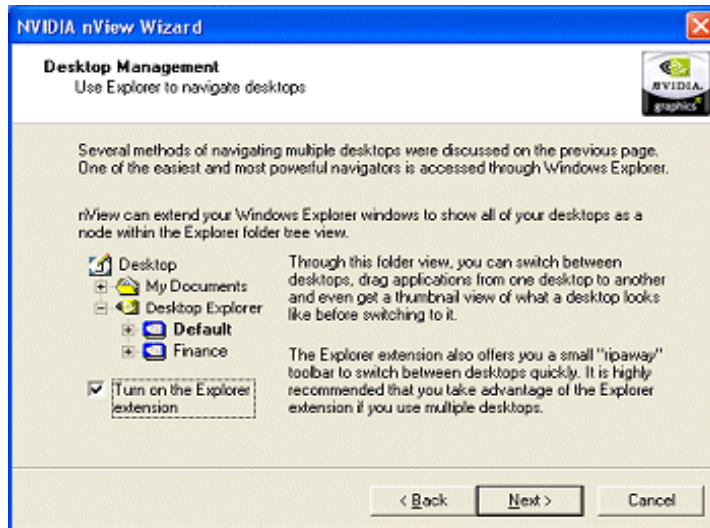 NVIDIA nView Wizard
Desktop Management
Use Explorer to navigate desktops
NVIDIA.
graphics
Several methods of navigating multiple desktops were discussed on the previous page.
One of the easiest and most powerful navigators is accessed through Windows Explorer.
nView can extend your Windows Explorer windows to show all of your desktops as a
node within the Explorer folder tree view.
Desktop
My Documents
Desktop Explorer
Default
Finance
Turn on the Explorer
extension
Through this folder view, you can switch between
desktops, drag applications from one desktop to another
and even get a thumbnail view of what a desktop looks
like before switching to it.
The Explorer extension also offers you a small "ripaway"
toolbar to switch between desktops quickly. It is highly
recommended that you take advantage of the Explorer
extension if you use multiple desktops.
< Back
Next >
Cancel